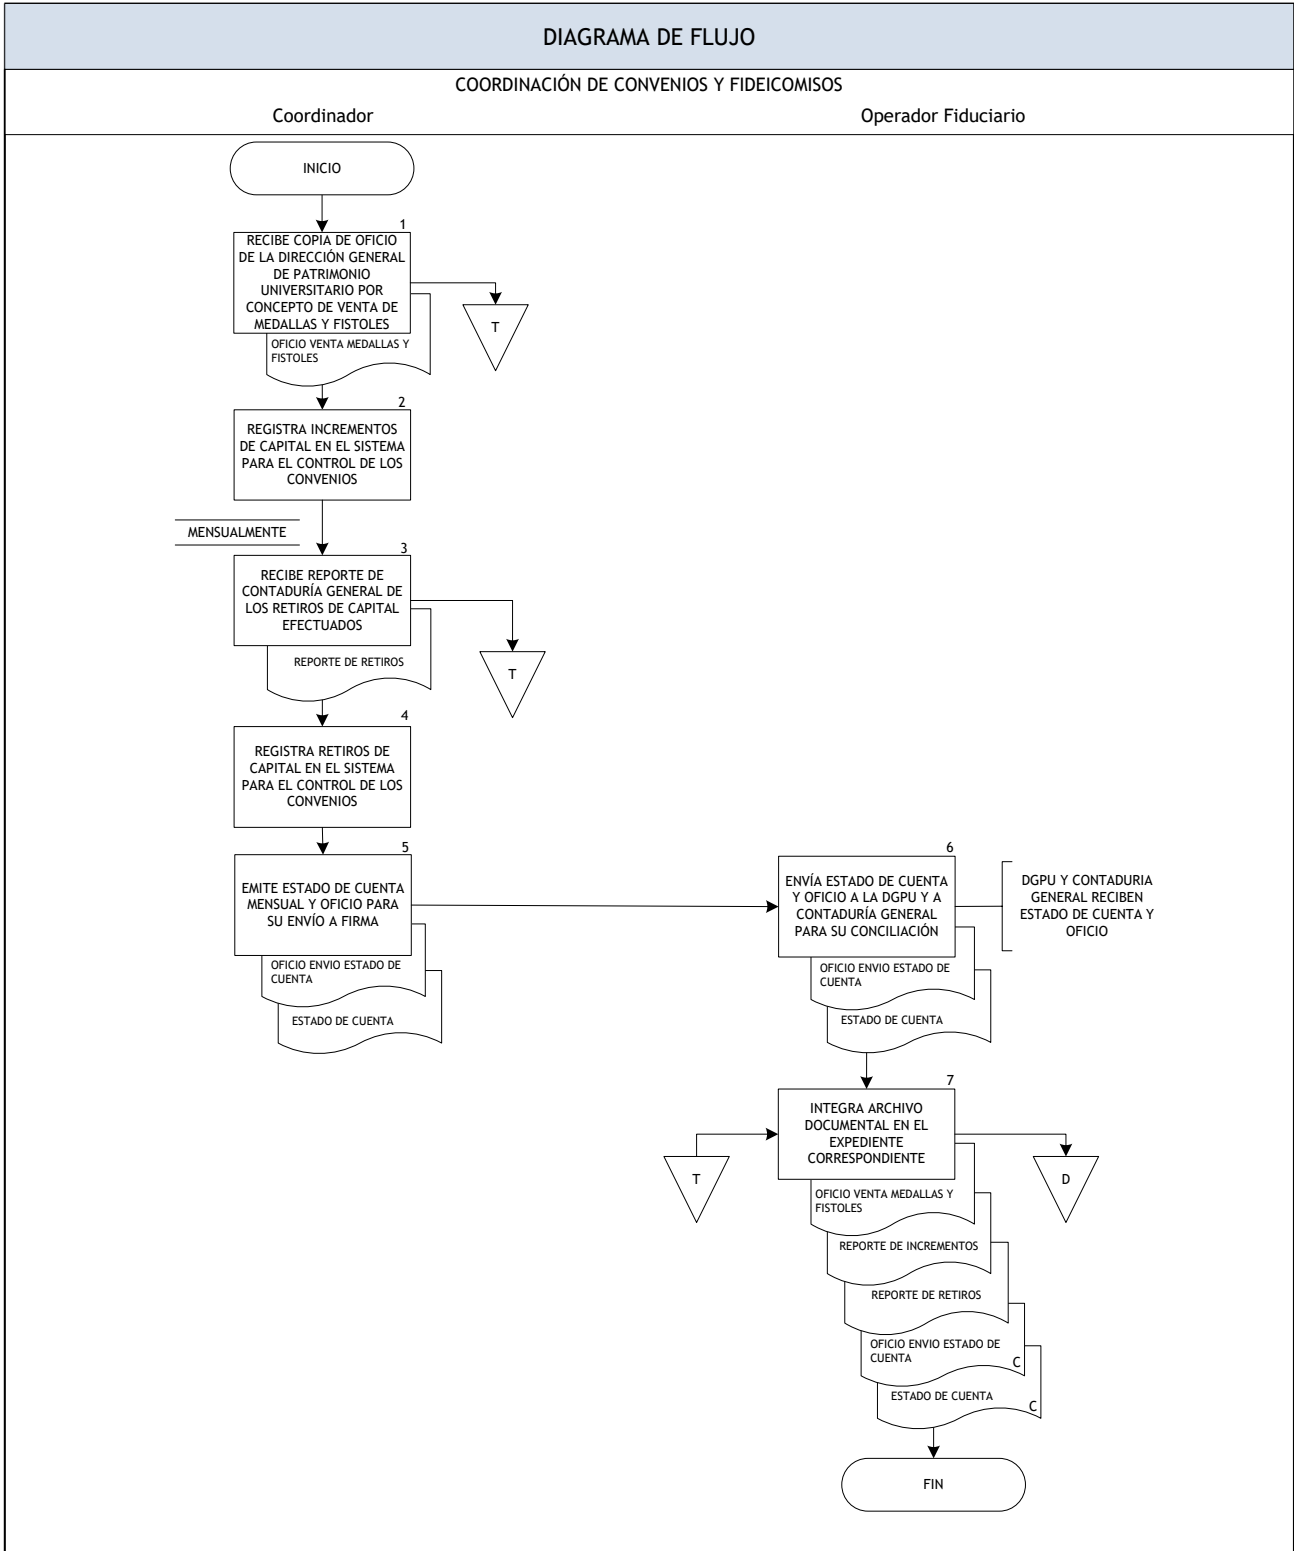 DIAGRAMA DE FLUJO
COORDINACIÓN DE CONVENIOS Y FIDEICOMISOS
Coordinador
Operador Fiduciario
INICIO
1
RECIBE COPIA DE OFICIO
DE LA DIRECCIÓN GENERAL
DE PATRIMONIO
UNIVERSITARIO POR
CONCEPTO DE VENTA DE
MEDALLAS Y FISTOLES
OFICIO VENTA MEDALLAS Y
FISTOLES
T
2
REGISTRA INCREMENTOS
DE CAPITAL EN EL SISTEMA
PARA EL CONTROL DE LOS
CONVENIOS
MENSUALMENTE
3
RECIBE REPORTE DE
CONTADURÍA GENERAL DE
LOS RETIROS DE CAPITAL
EFECTUADOS
REPORTE DE RETIROS
T
4
REGISTRA RETIROS DE
CAPITAL EN EL SISTEMA
PARA EL CONTROL DE LOS
CONVENIOS
5
EMITE ESTADO DE CUENTA
MENSUAL Y OFICIO PARA
SU ENVÍO A FIRMA
OFICIO ENVIO ESTADO DE
CUENTA
ESTADO DE CUENTA
6
ENVÍA ESTADO DE CUENTA
Y OFICIO A LA DGPU Y A
CONTADURÍA GENERAL
PARA SU CONCILIACIÓN
DGPU Y CONTADURIA
GENERAL RECIBEN
ESTADO DE CUENTA Y
OFICIO
OFICIO ENVIO ESTADO DE
CUENTA
ESTADO DE CUENTA
7
INTEGRA ARCHIVO
DOCUMENTAL EN EL
EXPEDIENTE
CORRESPONDIENTE
T
D
OFICIO VENTA MEDALLAS Y
FISTOLES
REPORTE DE INCREMENTOS
REPORTE DE RETIROS
OFICIO ENVIO ESTADO DE
CUENTA
C
ESTADO DE CUENTA
C
FIN